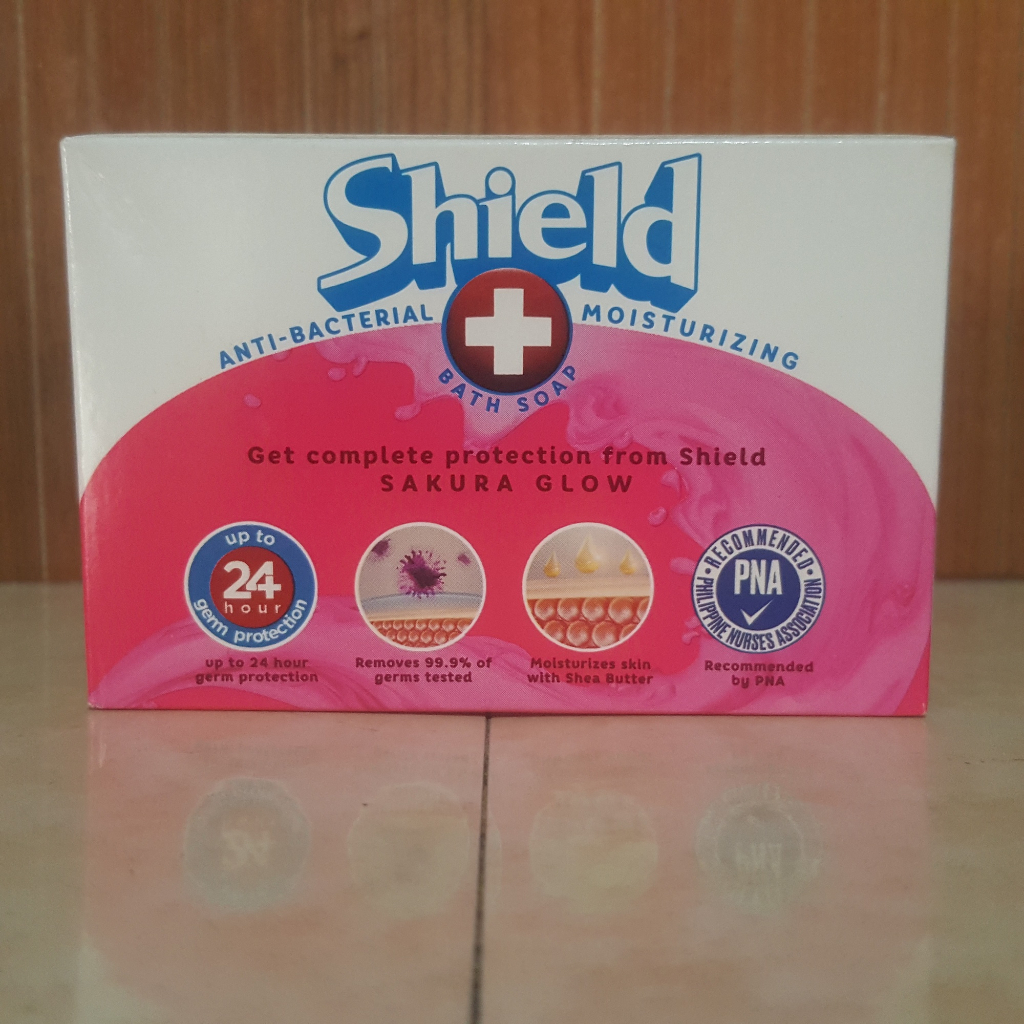 Shield
ANTI-BACTERIAL MOISTURIZING
BATH SOAP
Get complete protection from Shield
SAKURA GLOW
up to
24
hour
germ protection
up to 24 hour
germ protection
Removes 99.9% of
germs tested
Moisturizes skin
with Shea Butter
• RECOMMENDED •
PNA
PHILIPPINE NURSES ASSOCIATION
Recommended
by PNA